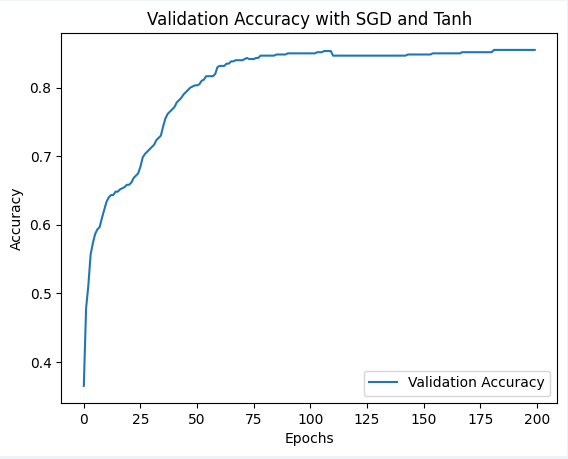 Validation Accuracy with SGD and Tanh
Accuracy
0.8
0.7
0.6
0.5
0.4
Validation Accuracy
0 25 50 75 100 125 150 175 200
Epochs